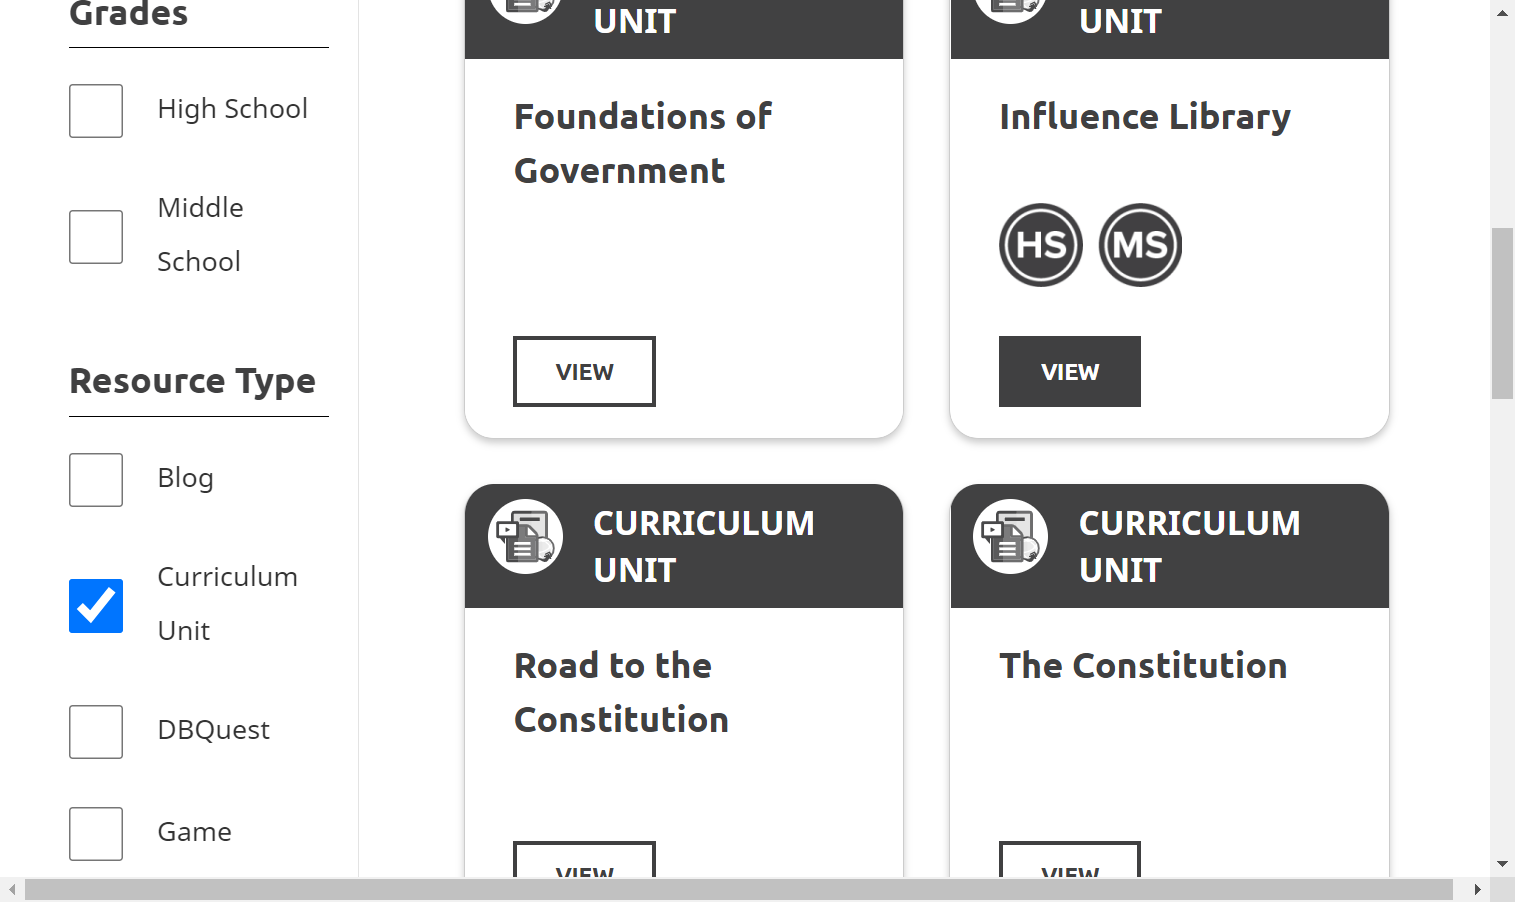 Grades
High School
Middle
School
Resource Type
Blog
Curriculum
Unit
DBQuest
Game
UNIT
Foundations of
Government
VIEW
UNIT
Influence Library
HS MS
VIEW
CURRICULUM
UNIT
Road to the
Constitution
VIEW
CURRICULUM
UNIT
The Constitution
VIEW